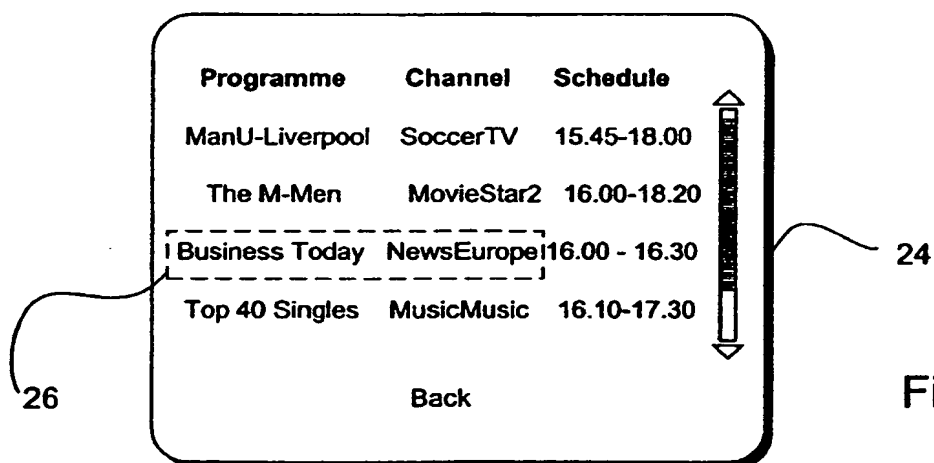 Programme Channel Schedule
ManU-Liverpool SoccerTV 15.45-18.00
The M-Men MovieStar2 16.00-18.20
Business Today NewsEurope 16.00 - 16.30
24
Top 40 Singles MusicMusic 16.10-17.30
26
Back
Fi